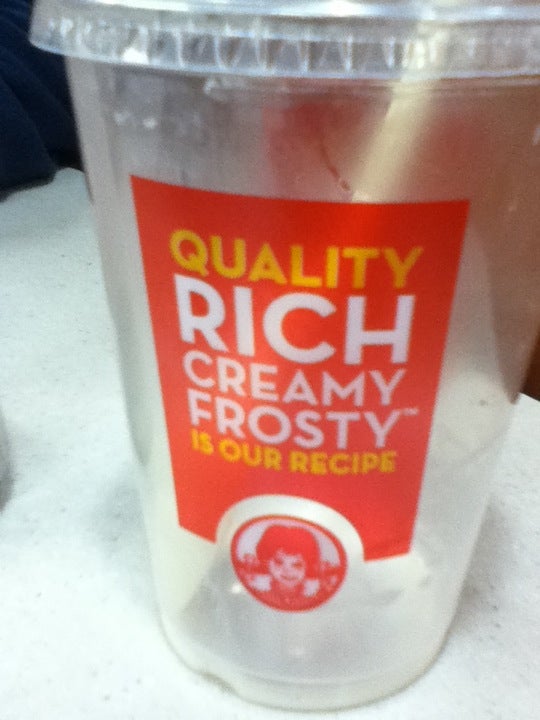 QUALITY
RICH
CREAMY
FROSTY™
IS OUR RECIPE